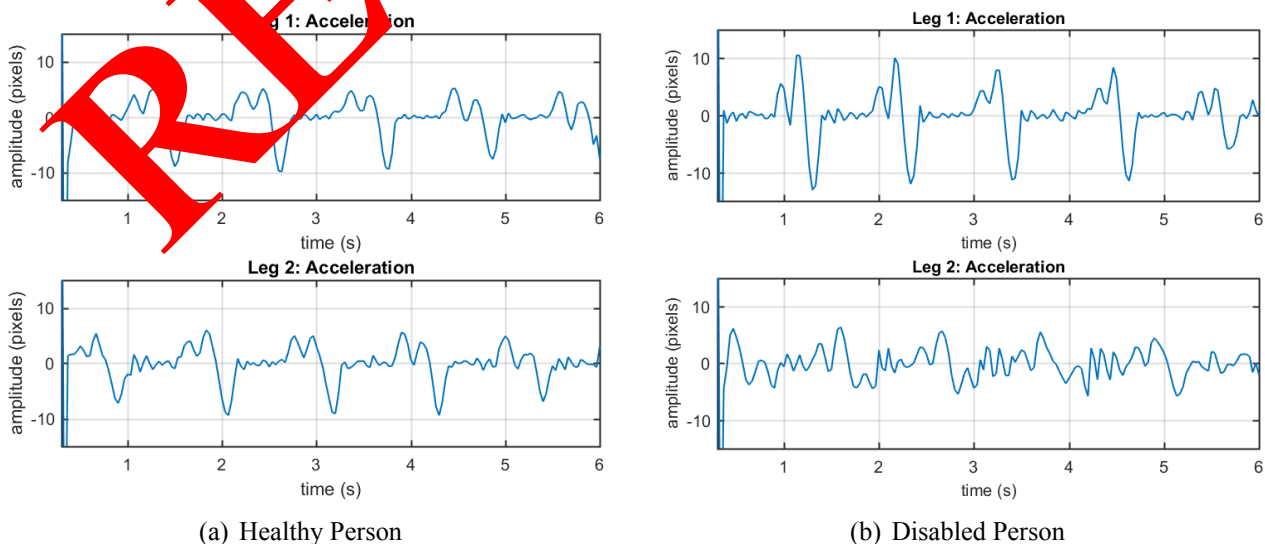 RE
Leg 1: Acceleration
10
0
-10
amplitude (pixels)
1 2 3 4 5 6
time (s)
Leg 2: Acceleration
10
0
-10
amplitude (pixels)
1 2 3 4 5 6
time (s)
(a) Healthy Person
Leg 1: Acceleration
10
0
-10
amplitude (pixels)
1 2 3 4 5 6
time (s)
Leg 2: Acceleration
10
0
-10
amplitude (pixels)
1 2 3 4 5 6
time (s)
(b) Disabled Person